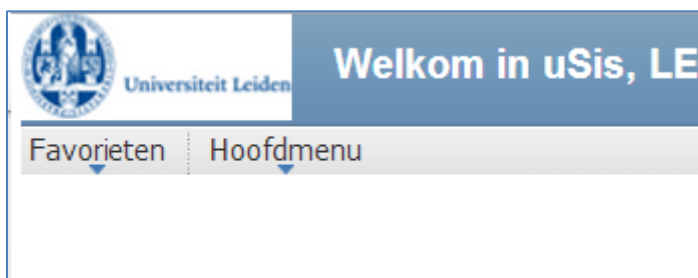 Universiteit Leiden
Welkom in uSis, LE
Favorieten
Hoofdmenu